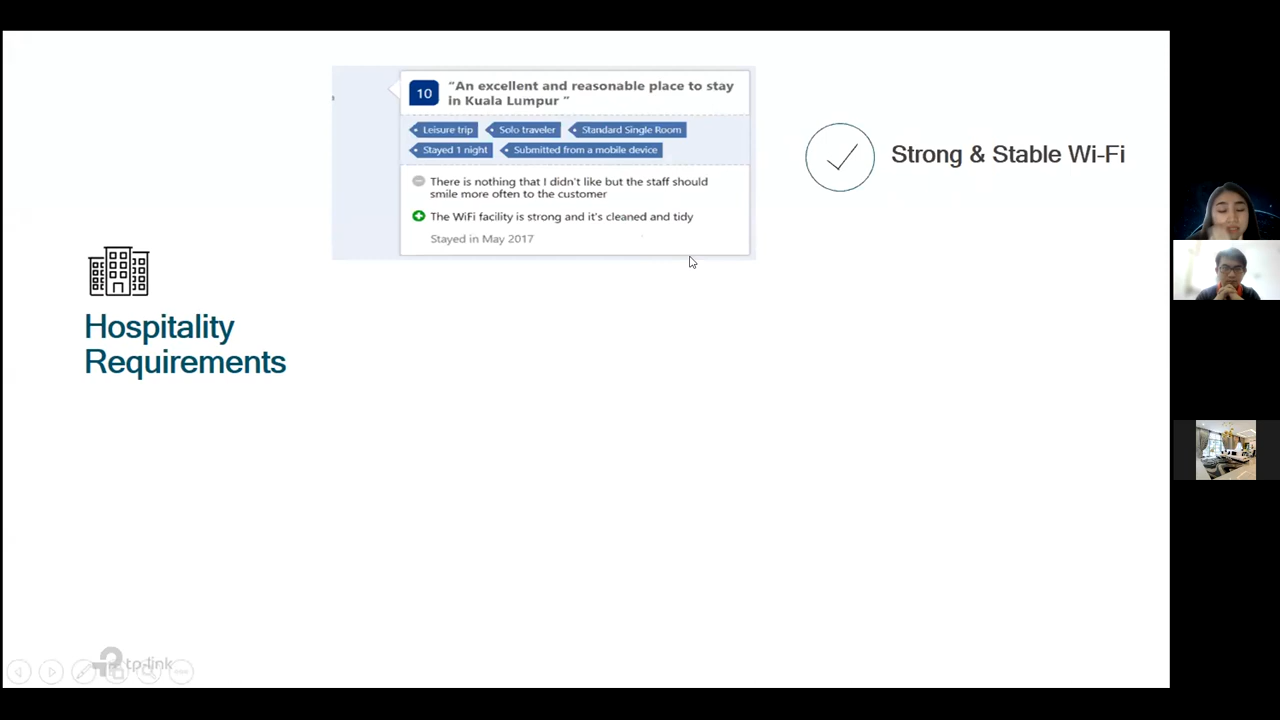 10
"An excellent and reasonable place to stay
in Kuala Lumpur "
Leisure trip
Solo traveler
Standard Single Room
Stayed 1 night
Submitted from a mobile device
There is nothing that I didn't like but the staff should
smile more often to the customer
The WiFi facility is strong and it's cleaned and tidy
Stayed in May 2017
Strong & Stable Wi-Fi
Hospitality
Requirements
tp-link